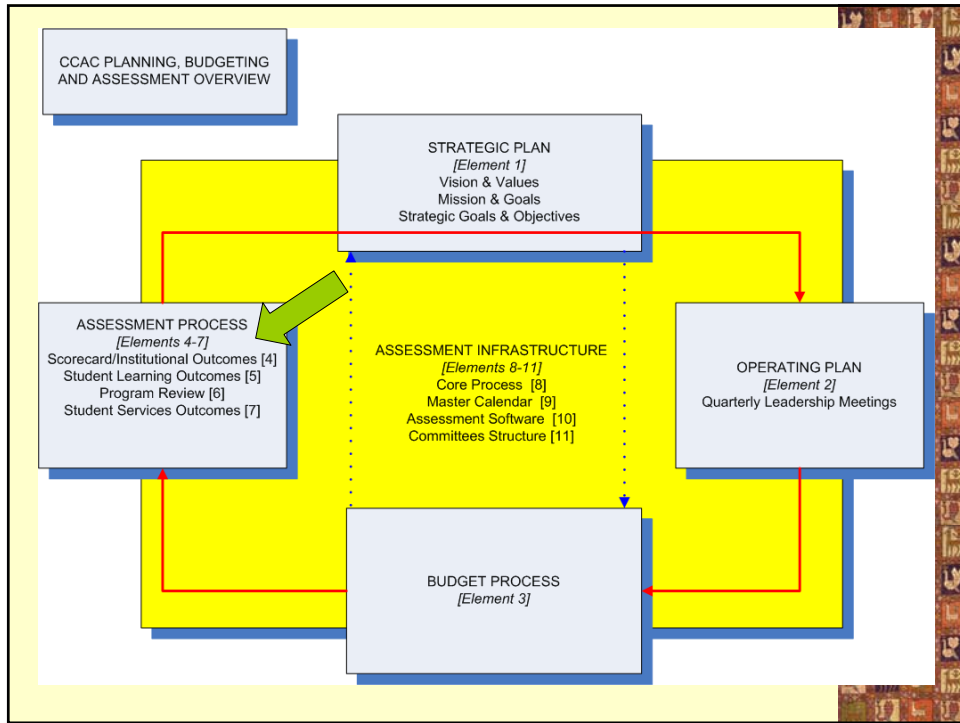 CCAC PLANNING, BUDGETING
AND ASSESSMENT OVERVIEW
STRATEGIC PLAN
[Element 1]
Vision & Values
Mission & Goals
Strategic Goals & Objectives
ASSESSMENT PROCESS
[Elements 4-7]
Scorecard/Institutional Outcomes [4]
Student Learning Outcomes [5]
Program Review [6]
Student Services Outcomes [7]
ASSESSMENT INFRASTRUCTURE
[Elements 8-11]
Core Process [8]
Master Calendar [9]
Assessment Software [10]
Committees Structure [11]
OPERATING PLAN
[Element 2]
Quarterly Leadership Meetings
BUDGET PROCESS
[Element 3]